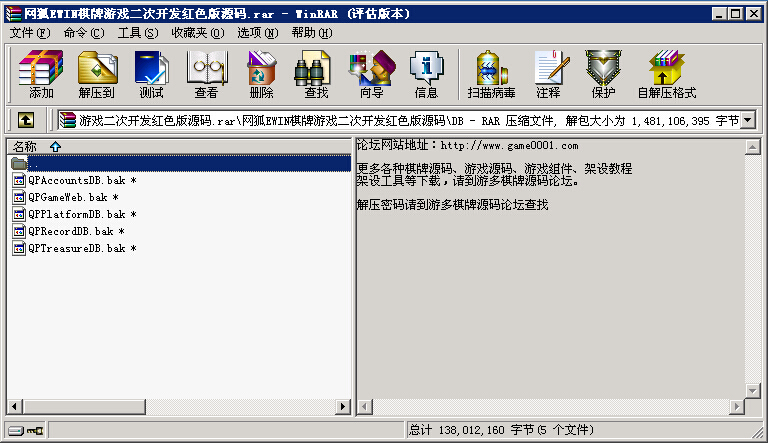 网狐EWIN棋牌游戏二次开发红色版源码.rar - WinRAR (评估版本)
文件(F) 命令(C) 工具(S) 收藏夹(O) 选项(N) 帮助(H)
添加 解压到 测试 查看 删除 查找 向导 信息 扫描病毒 注释 保护 自解压格式
游戏二次开发红色版源码.rar\网狐EWIN棋牌游戏二次开发红色版源码\DB - RAR 压缩文件, 解包大小为 1,481,106,395 字节
名称
..
QPAccountsDB.bak *
QPGameWeb.bak *
QPPlatformDB.bak *
QPRecordDB.bak *
QPTreasureDB.bak *
论坛网站地址：http://www.game0001.com
更多各种棋牌源码、游戏源码、游戏组件、架设教程
架设工具等下载，请到游多棋牌源码论坛。
解压密码请到游多棋牌源码论坛查找
总计 138,012,160 字节(5 个文件)